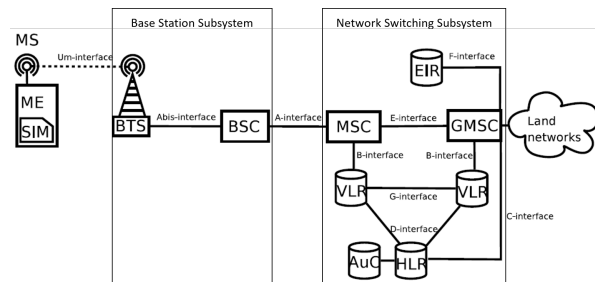 Base Station Subsystem
Network Switching Subsystem
MS
Um-interface
F-interface
EIR
ME
SIM
BTS
Abis-interface
BSC
A-interface
MSC
E-interface
GMSC
Land
networks
B-interface
B-interface
VLR
G-interface
VLR
D-interface
C-interface
AuC
HLR